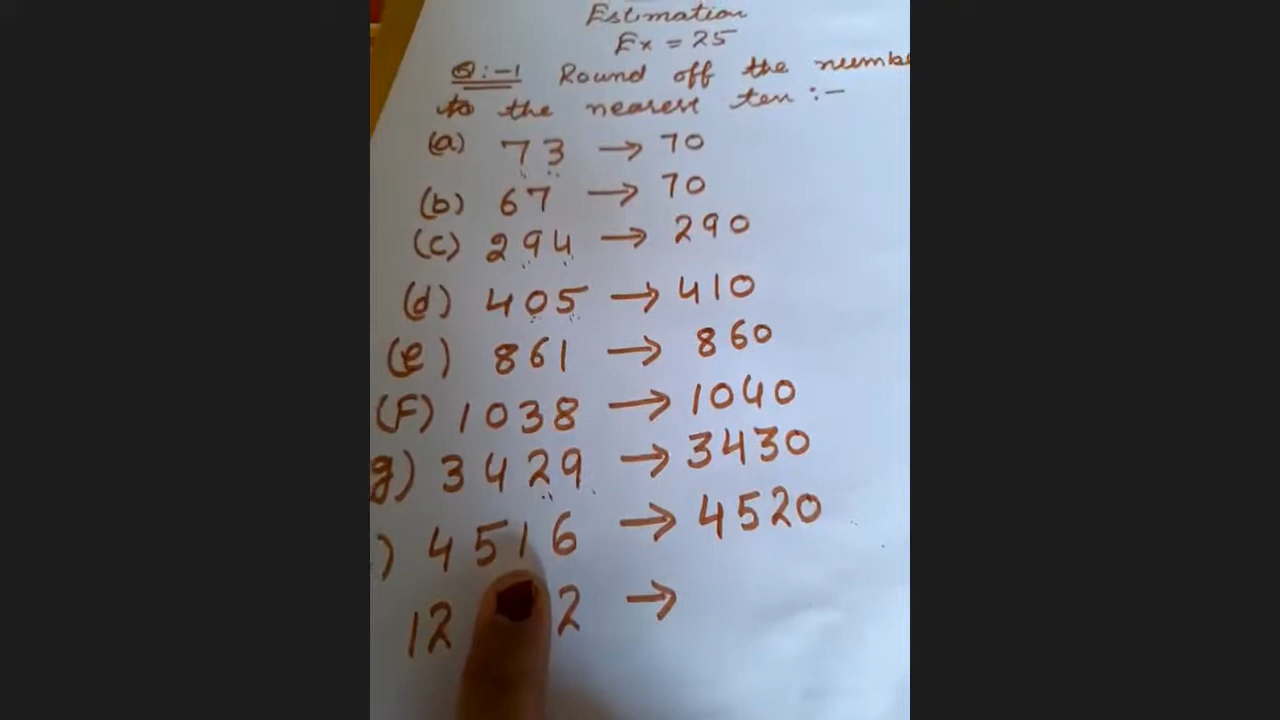 Estimation
Ex = 25
Q:-1 Round off the
to the nearest ten :-
(a) 73 → 70
(b) 67 → 70
(c) 294 → 290
(d) 405 → 410
(e) 861 → 860
(F) 1038 → 1040
g) 3429 → 3430
) 4516 → 4520
12 2 →